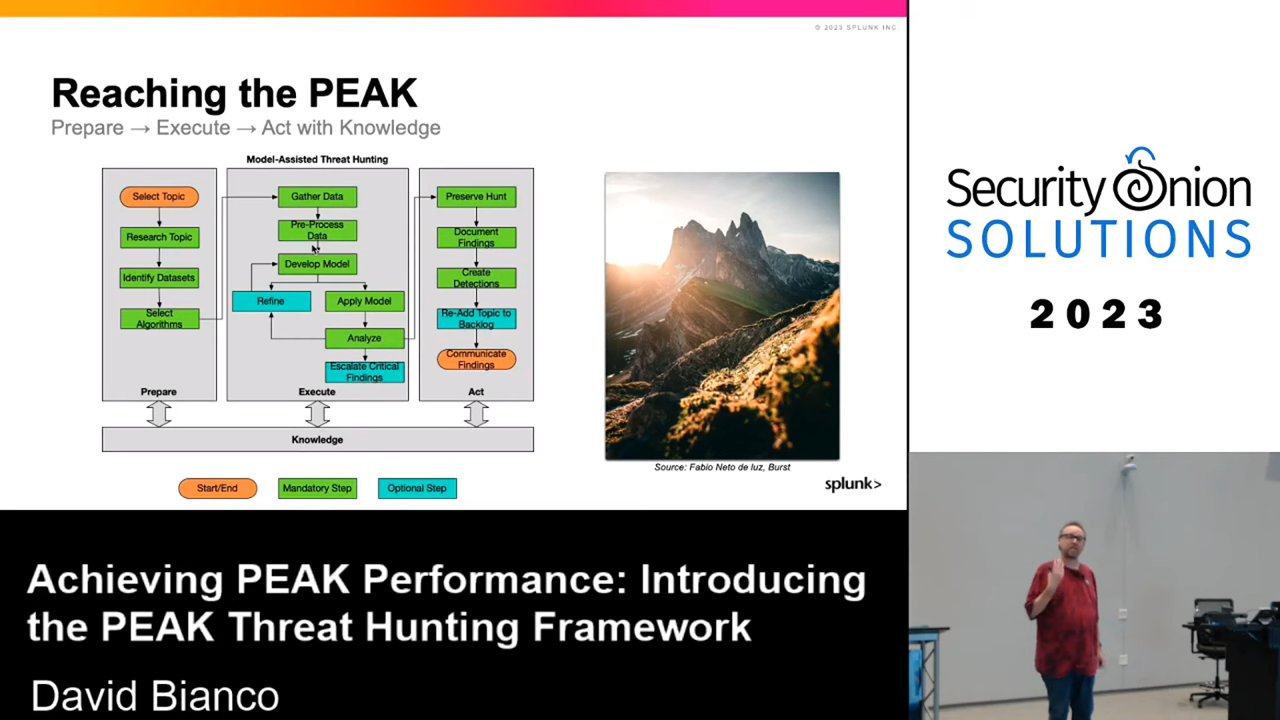 © 2023 SPLUNK INC.
Reaching the PEAK
Prepare → Execute → Act with Knowledge
Model-Assisted Threat Hunting
Select Topic
Research Topic
Identify Datasets
Select
Algorithms
Prepare
Gather Data
Pre-Process
Data
Develop Model
Refine
Apply Model
Analyze
Escalate Critical
Findings
Execute
Preserve Hunt
Document
Findings
Create
Detections
Re-Add Topic to
Backlog
Communicate
Findings
Act
Knowledge
Start/End
Mandatory Step
Optional Step
Source: Fabio Neto de luz, Burst
splunk>
Security Onion
SOLUTIONS
2023
Achieving PEAK Performance: Introducing
the PEAK Threat Hunting Framework
David Bianco